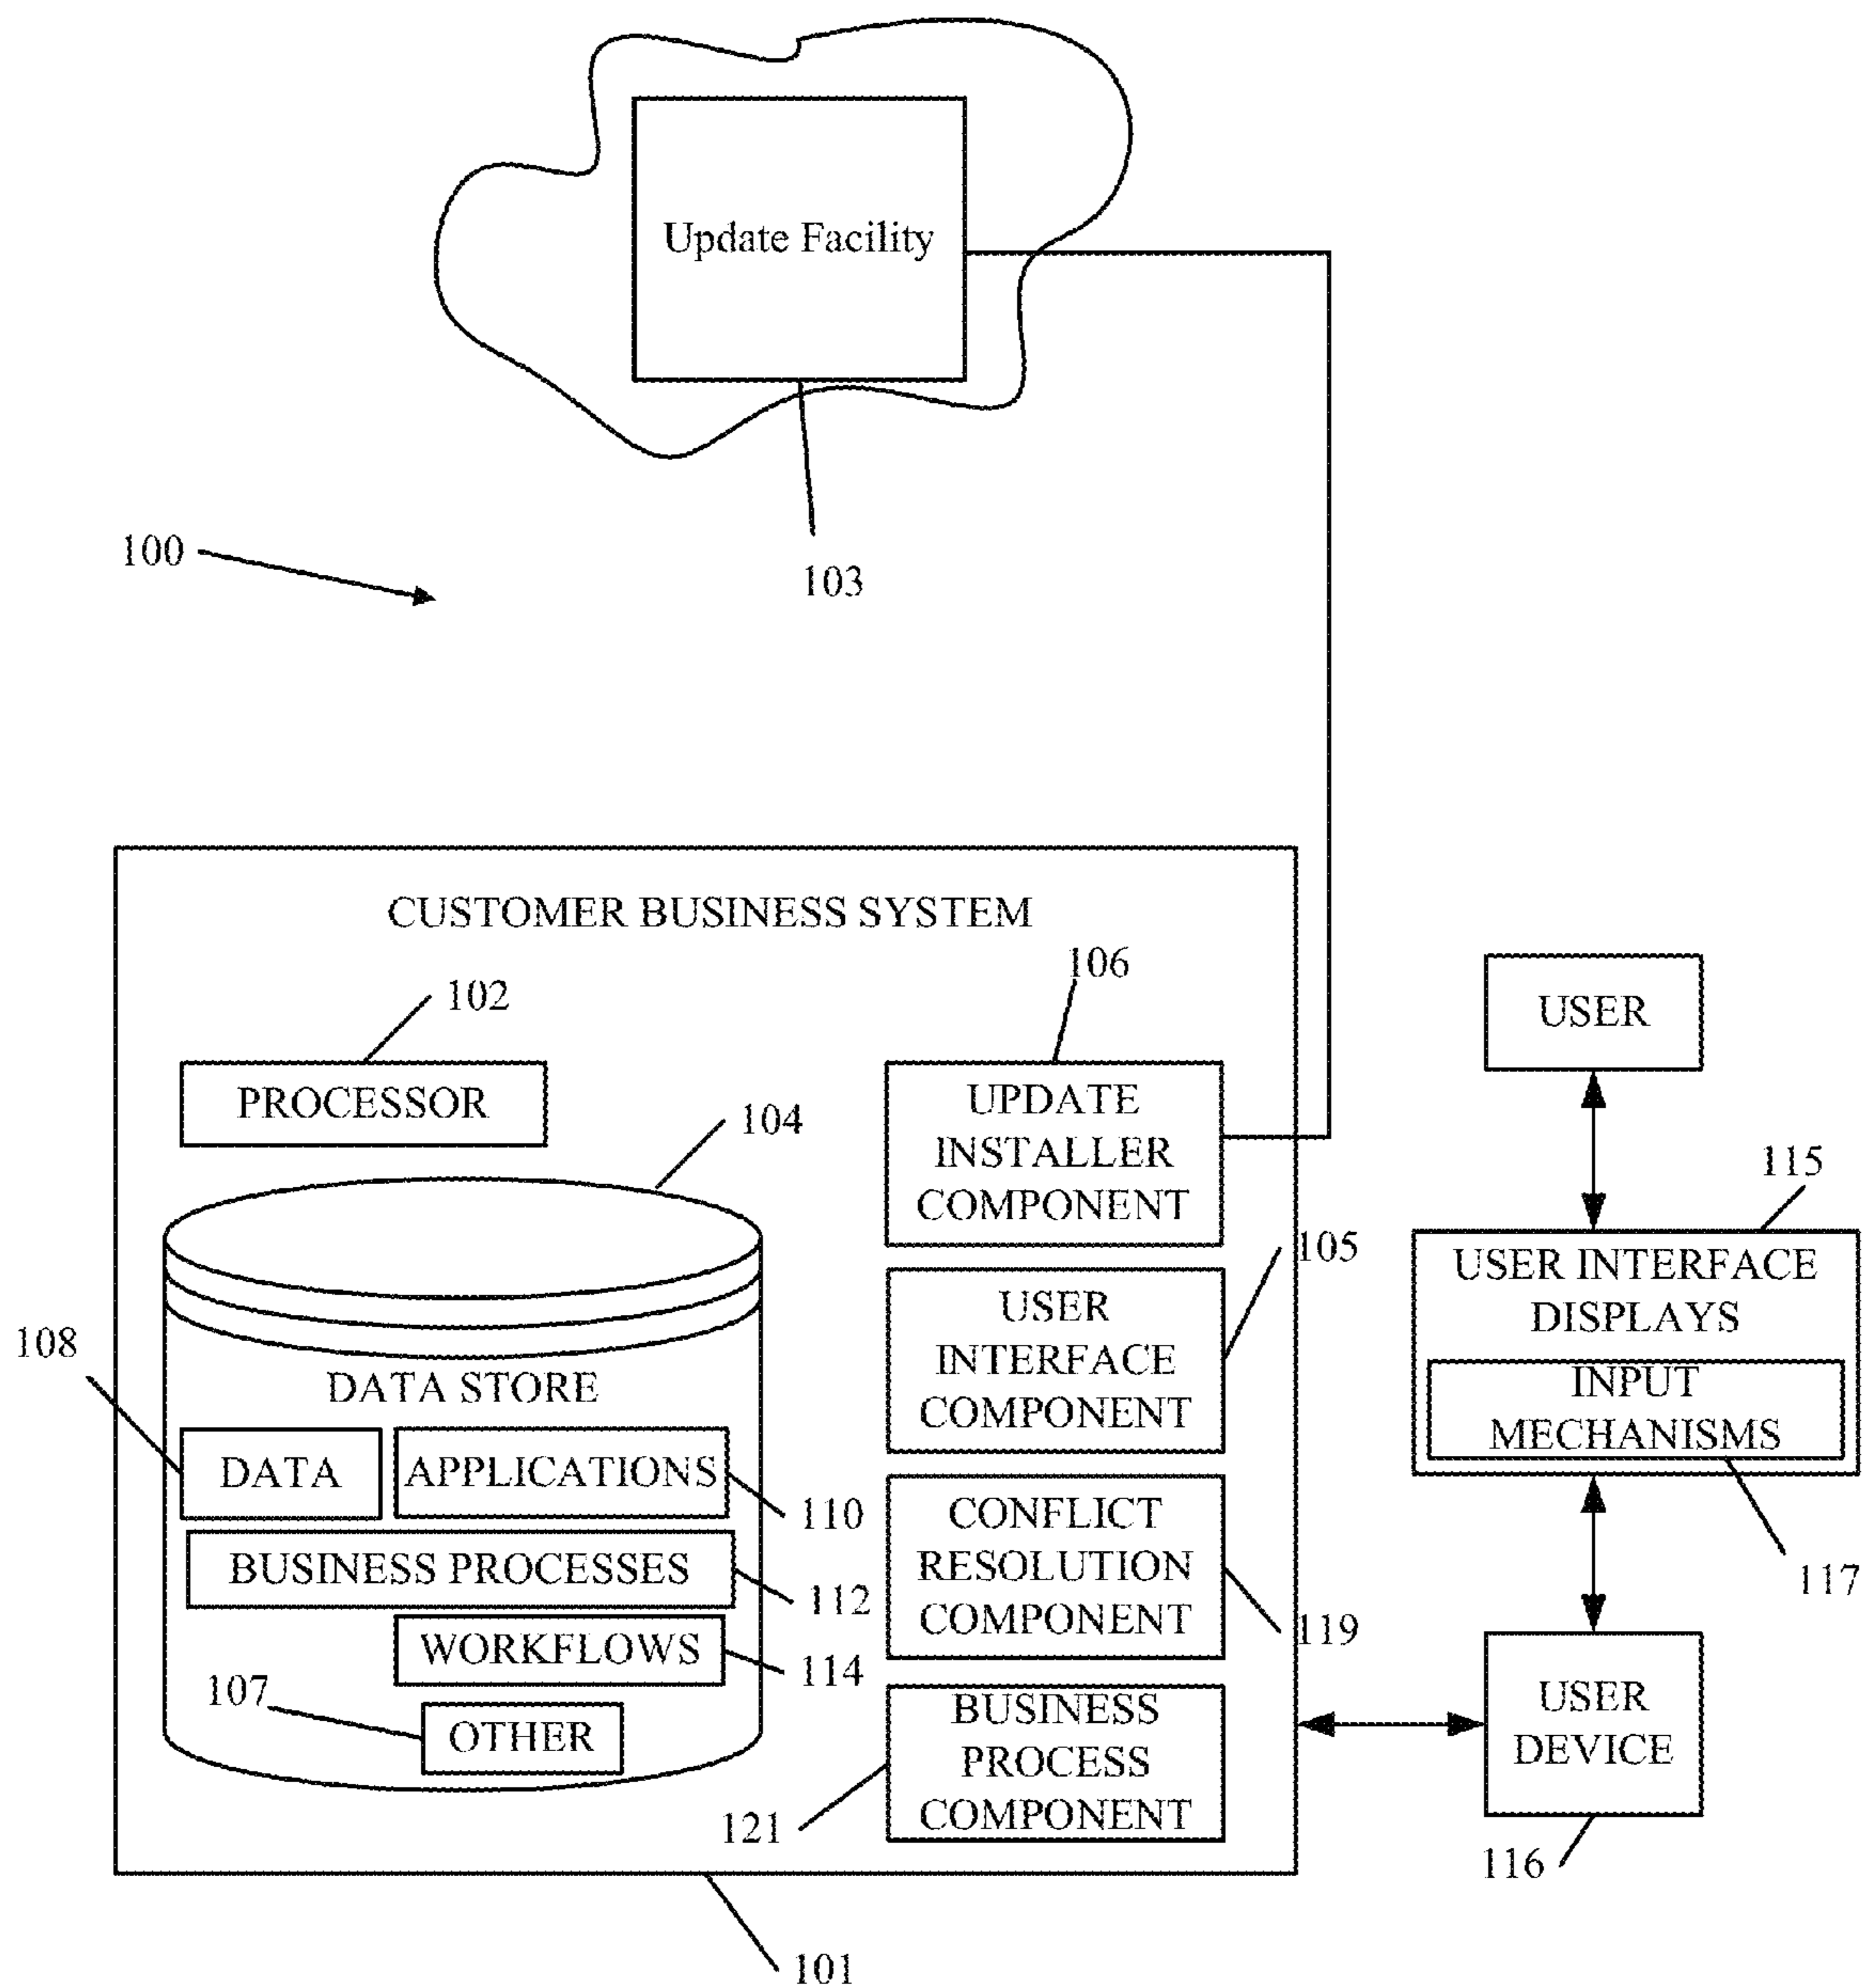 Update Facility
103
100
CUSTOMER BUSINESS SYSTEM
102
PROCESSOR
104
DATA STORE
108
DATA
APPLICATIONS
110
BUSINESS PROCESSES
112
WORKFLOWS
114
107
OTHER
106
UPDATE
INSTALLER
COMPONENT
105
USER
INTERFACE
COMPONENT
CONFLICT
RESOLUTION
COMPONENT
119
BUSINESS
PROCESS
COMPONENT
121
101
USER
115
USER INTERFACE
DISPLAYS
INPUT
MECHANISMS
117
USER
DEVICE
116